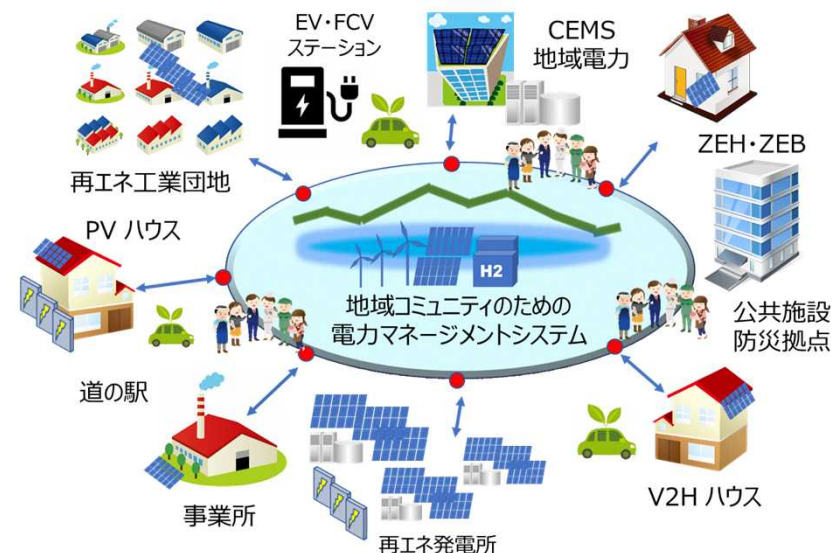 EV・FCV
ステーション
CEMS
地域電力
再エネ工業団地
ZEH・ZEB
PV ハウス
H2
地域コミュニティのための
電力マネージメントシステム
公共施設
防災拠点
道の駅
事業所
再エネ発電所
V2H ハウス